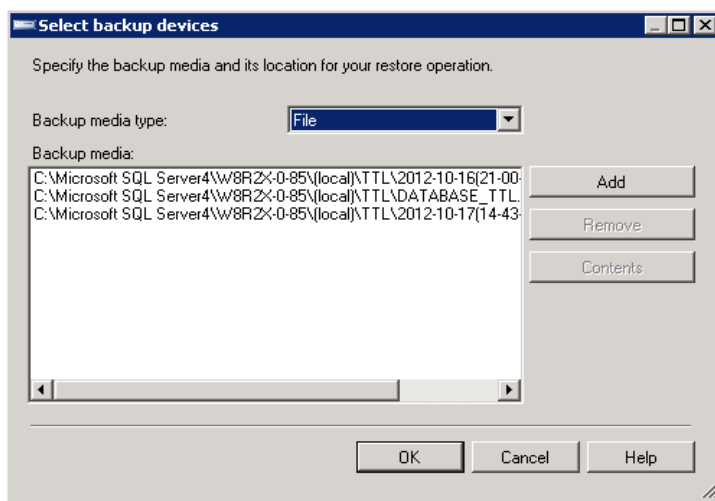 Select backup devices
Specify the backup media and its location for your restore operation.
Backup media type:
File
Backup media:
C:\Microsoft SQL Server4\W8R2X-0-85\(local)\TTL\2012-10-16(21-00-
C:\Microsoft SQL Server4\W8R2X-0-85\(local)\TTL\DATABASE_TTL.
C:\Microsoft SQL Server4\W8R2X-0-85\(local)\TTL\2012-10-17(14-43-
Add
Remove
Contents
OK
Cancel
Help